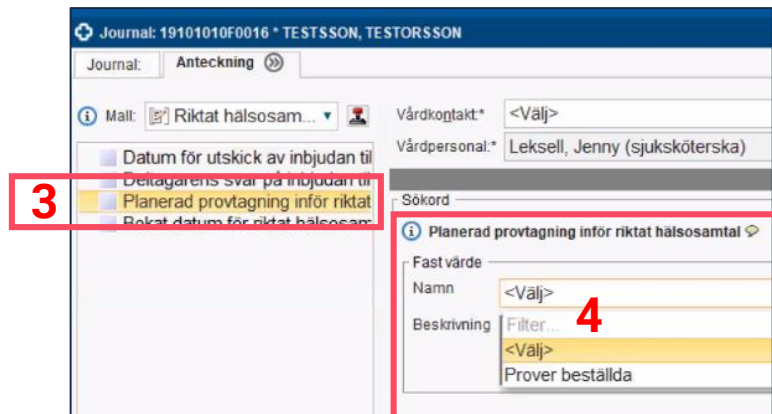 Journal: 19101010F0016 * TESTSSON, TESTORSSON
Journal:
Anteckning
Mall: Riktat hälsosam...
Vårdkontakt:* <Välj>
Vårdpersonal:* Leksell, Jenny (sjuksköterska)
Datum för utskick av inbjudan til
Deltagarens svar på inbjudan til
3 Planerad provtagning inför riktat
Bokat datum för riktat hälsosam
Sökord
Planerad provtagning inför riktat hälsosamtal
Fast värde
Namn <Välj>
Beskrivning Filter... 4
<Välj>
Prover beställda